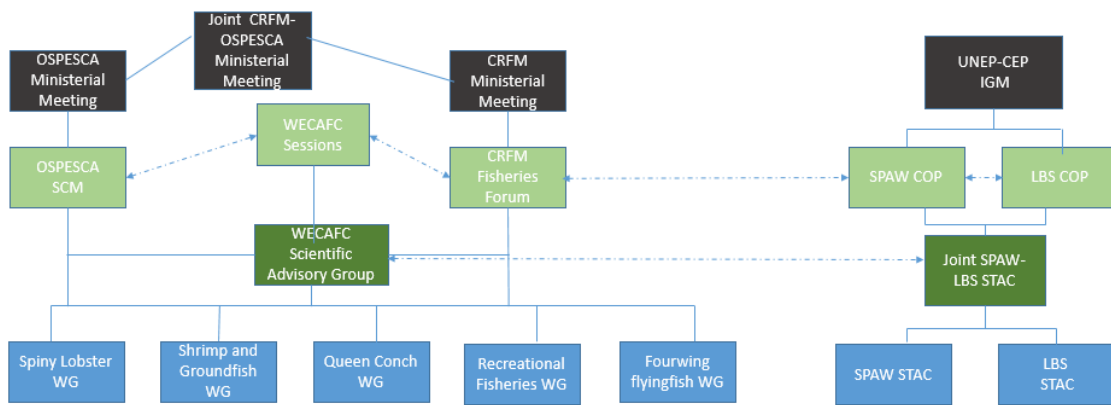 Joint CRFM-
OSPESCA
Ministerial
Meeting
OSPESCA
Ministerial
Meeting
CRFM
Ministerial
Meeting
UNEP-CEP
IGM
WECAFC
Sessions
OSPESCA
SCM
CRFM
Fisheries
Forum
SPAW COP
LBS COP
WECAFC
Scientific
Advisory Group
Joint SPAW-
LBS STAC
Spiny Lobster
WG
Shrimp and
Groundfish WG
Queen Conch
WG
Recreational
Fisheries WG
Fourwing
flyingfish WG
SPAW STAC
LBS
STAC